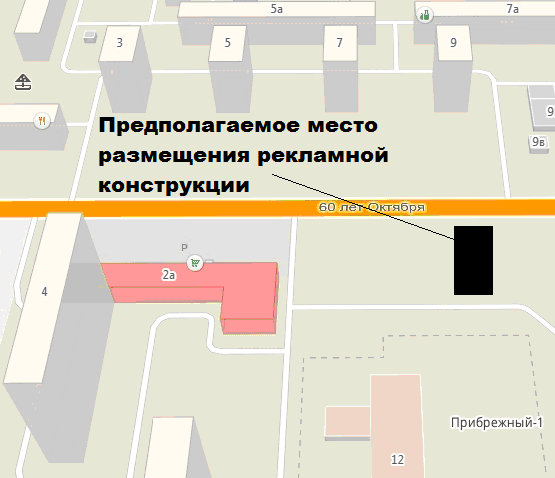 5а
7а
3
5
7
9
9
9в
Предполагаемое место
размещения рекламной
конструкции
60 лет Октября
P
2а
4
Прибрежный-1
12